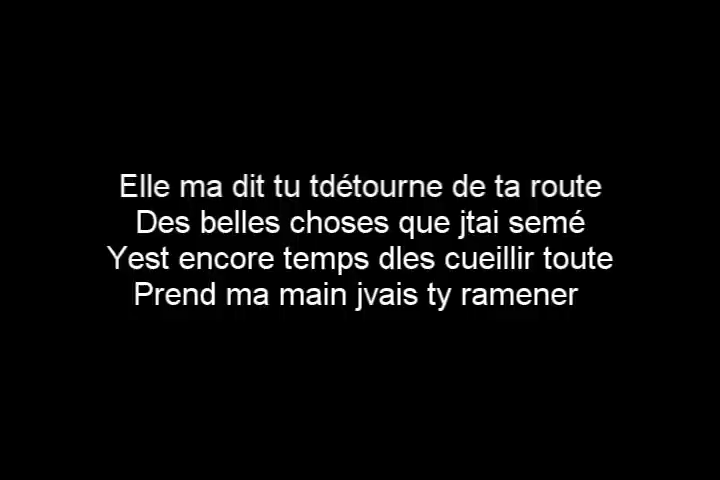 Elle ma dit tu tdétourne de ta route
Des belles choses que jtai semé
Yest encore temps dles cueillir toute
Prend ma main jvais ty ramener